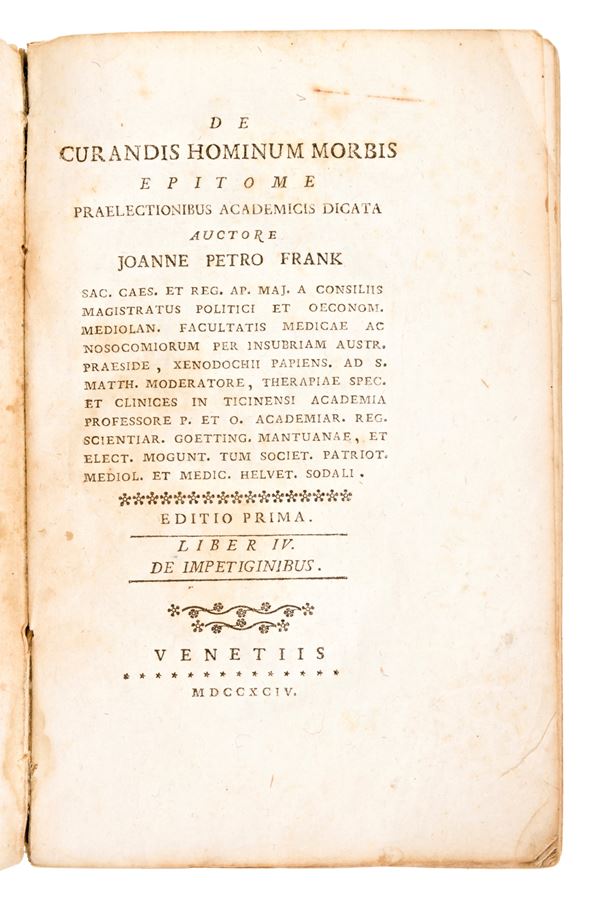 DE
CURANDIS HOMINUM MORBIS
EPITOME
PRAELECTIONIBUS ACADEMICIS DICATA
AUCTORE
JOANNE PETRO FRANK
SAC. CAES. ET REG. AP. MAJ. A CONSILIIS
MAGISTRATUS POLITICI ET OECONOM.
MEDIOLAN. FACULTATIS MEDICAE AC
NOSOCOMIORUM PER INSUBRIAM AUSTR.
PRAESIDE, XENODOCHII PAPIENS. AD S.
MATTH. MODERATORE, THERAPIAE SPEC.
ET CLINICES IN TICINENSI ACADEMIA
PROFESSORE P. ET O. ACADEMIAR. REG.
SCIENTIAR. GOETTING. MANTUANAE, ET
ELECT. MOGUNT. TUM SOCIET. PATRIOT.
MEDIOL. ET MEDIC. HELVET. SODALI.
EDITIO PRIMA.
LIBER IV.
DE IMPETIGINIBUS.
VENETIIS
MDCCXCIV.